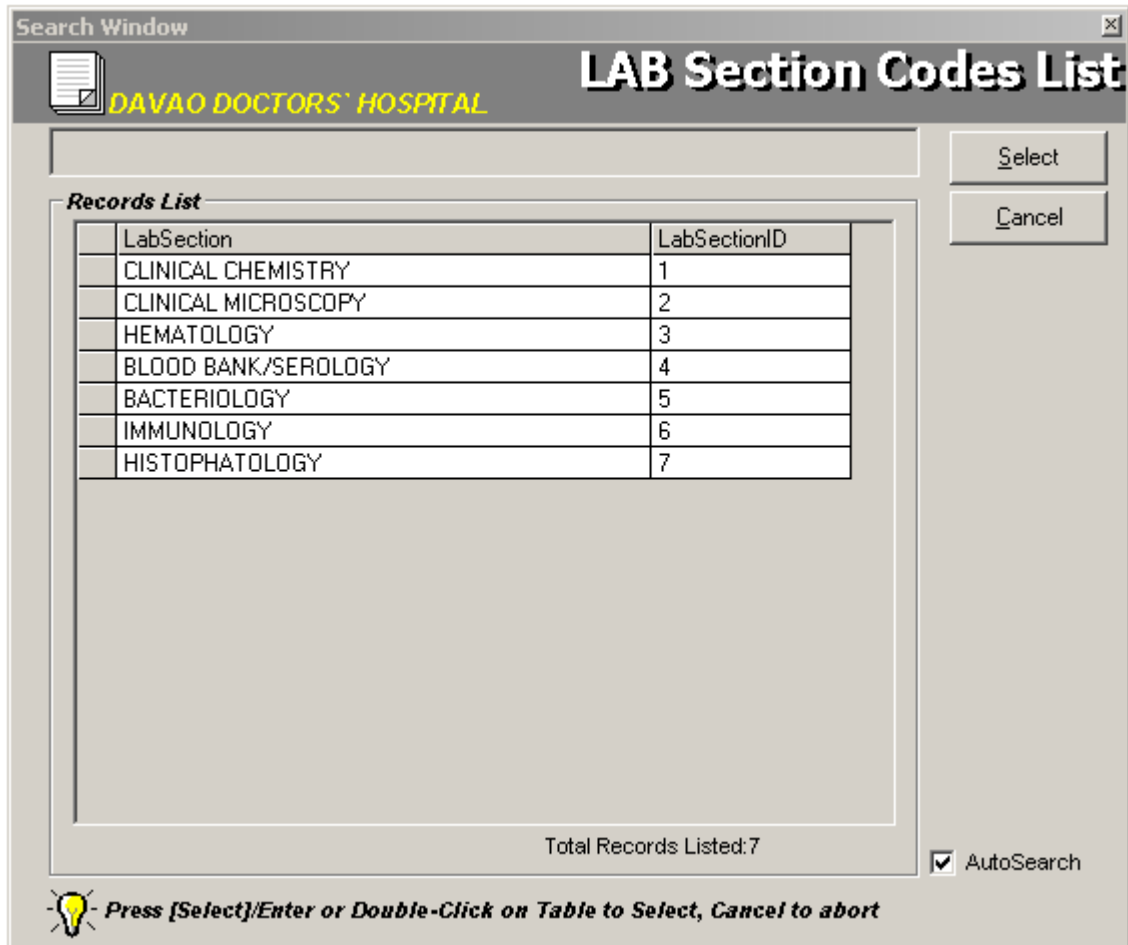 Search Window
LAB Section Codes List
DAVAO DOCTORS` HOSPITAL
Select
Cancel
Records List
LabSection LabSectionID
CLINICAL CHEMISTRY 1
CLINICAL MICROSCOPY 2
HEMATOLOGY 3
BLOOD BANK/SEROLOGY 4
BACTERIOLOGY 5
IMMUNOLOGY 6
HISTOPHATOLOGY 7
Total Records Listed:7
AutoSearch
Press [Select]/Enter or Double-Click on Table to Select, Cancel to abort